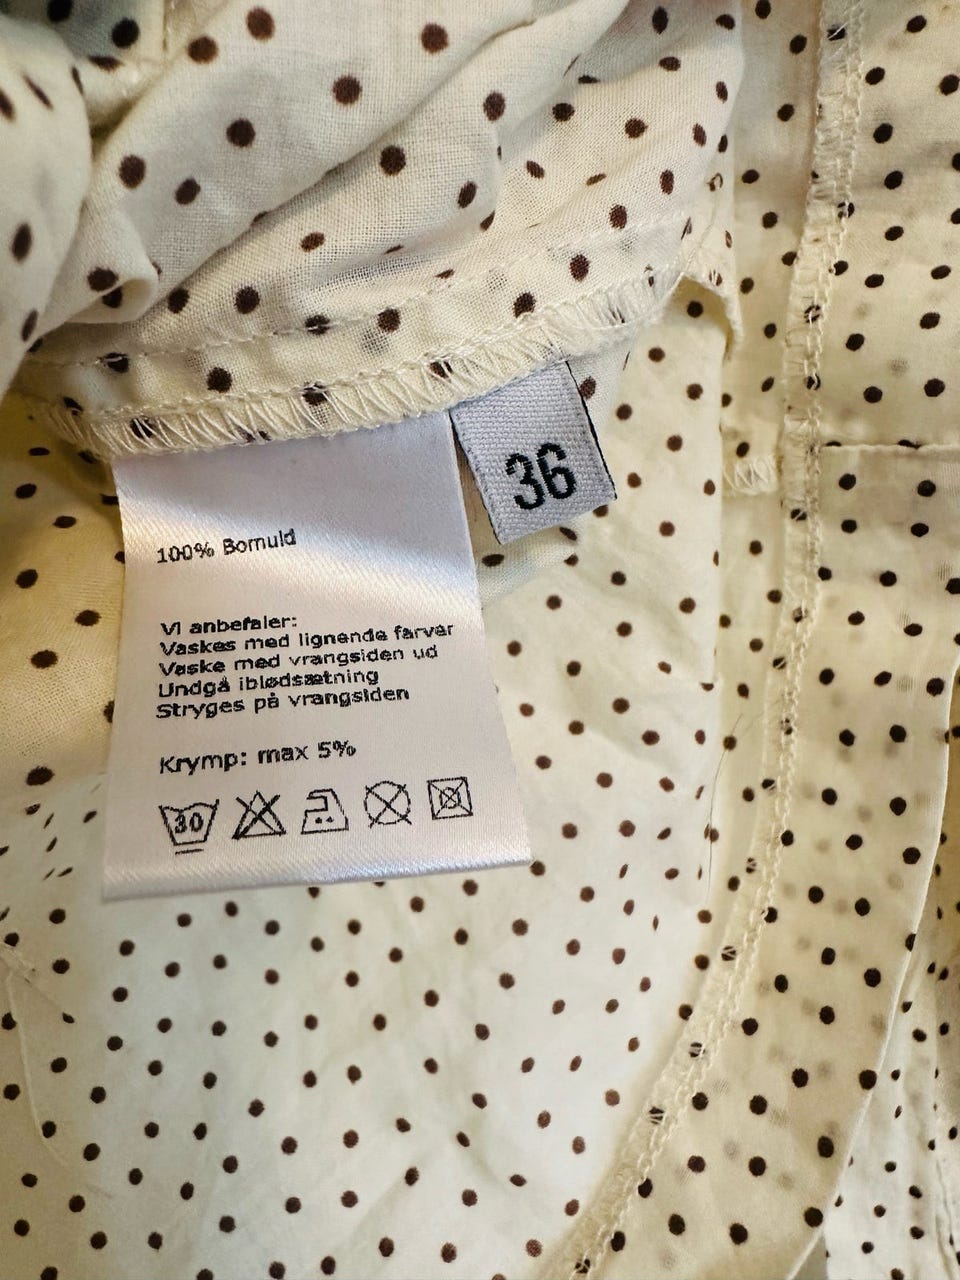 36
100% Bomuld
Vi anbefaler:
Vaskes med lignende farver
Vaske med vrangsiden ud
Undgå iblødsætning
Stryges på vrangsiden
Krymp: max 5%
30